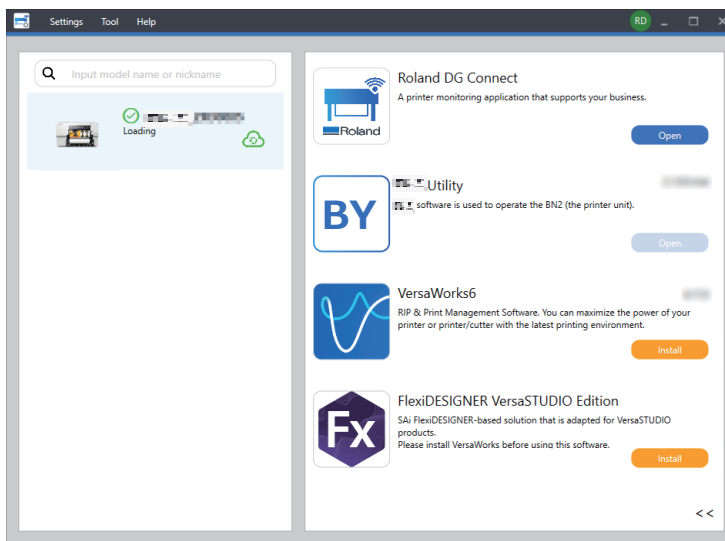 Settings Tool Help RD
Input model name or nickname
Loading
Roland DG Connect
A printer monitoring application that supports your business.
Roland
Open
BY
Utility
software is used to operate the BN2 (the printer unit).
Open
VersaWorks6
RIP & Print Management Software. You can maximize the power of your
printer or printer/cutter with the latest printing environment.
Install
Fx
FlexiDESIGNER VersaSTUDIO Edition
SAi FlexiDESIGNER-based solution that is adapted for VersaSTUDIO
products.
Please install VersaWorks before using this software.
Install
<<